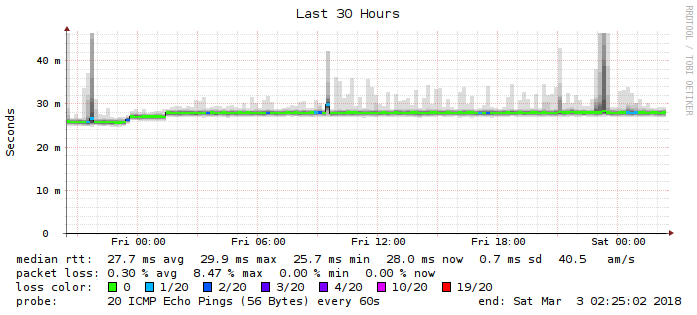 Last 30 Hours
RRDTOOL / TOBI OETIKER
Seconds
40 m
30 m
20 m
10 m
0
Fri 00:00 Fri 06:00 Fri 12:00 Fri 18:00 Sat 00:00
median rtt: 27.7 ms avg 29.9 ms max 25.7 ms min 28.0 ms now 0.7 ms sd 40.5 am/s
packet loss: 0.30 % avg 8.47 % max 0.00 % min 0.00 % now
loss color: 0 1/20 2/20 3/20 4/20 10/20 19/20
probe: 20 ICMP Echo Pings (56 Bytes) every 60s end: Sat Mar 3 02:25:02 2018